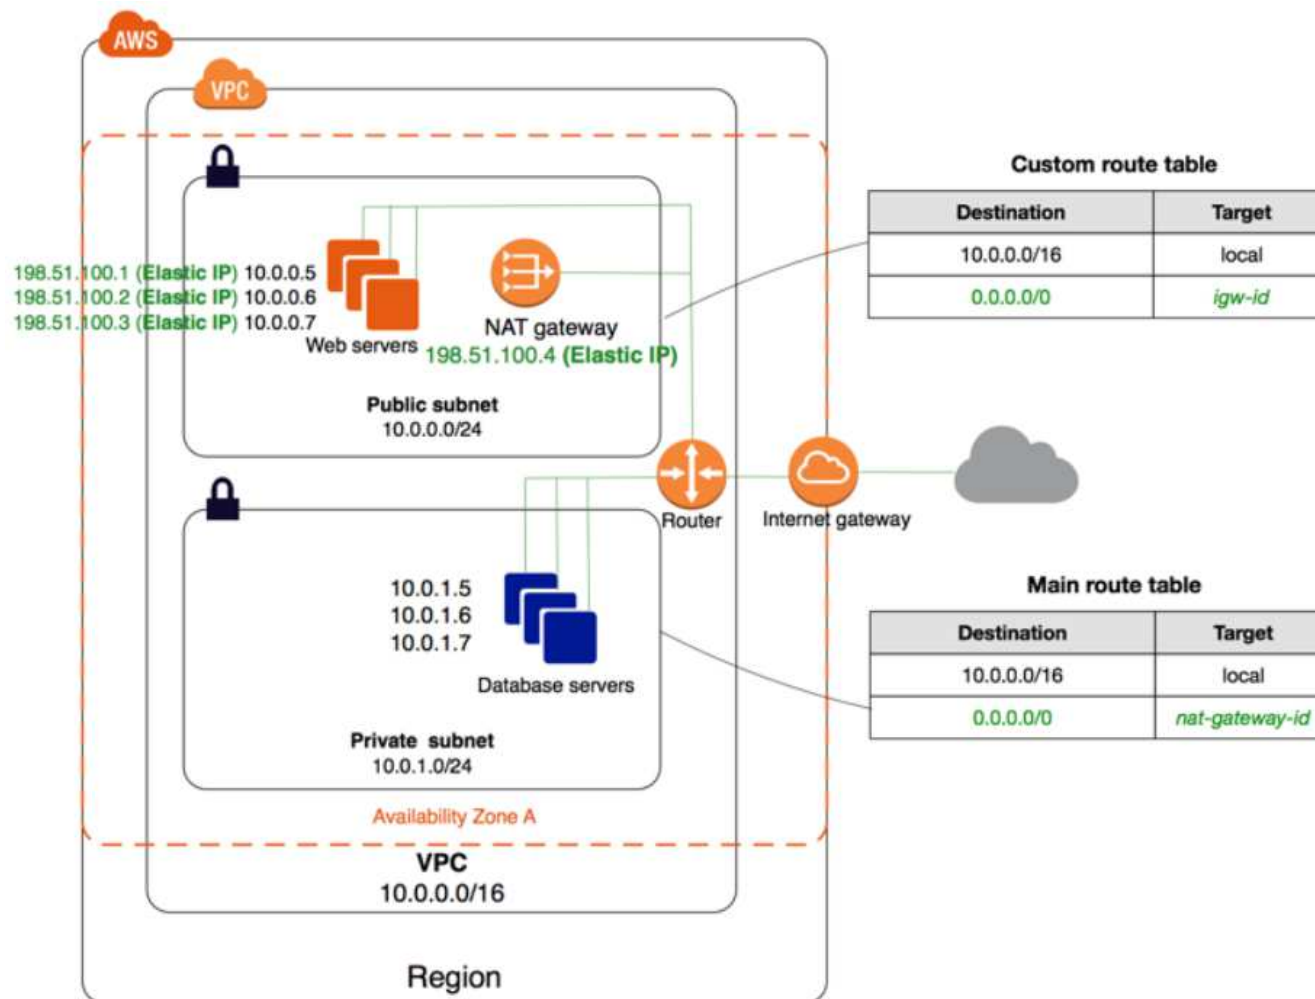 AWS
VPC
198.51.100.1 (Elastic IP) 10.0.0.5
198.51.100.2 (Elastic IP) 10.0.0.6
198.51.100.3 (Elastic IP) 10.0.0.7
Web servers
NAT gateway
198.51.100.4 (Elastic IP)
Public subnet
10.0.0.0/24
Custom route table
Destination Target
10.0.0.0/16 local
0.0.0.0/0 igw-id
Router
Internet gateway
10.0.1.5
10.0.1.6
10.0.1.7
Database servers
Private subnet
10.0.1.0/24
Main route table
Destination Target
10.0.0.0/16 local
0.0.0.0/0 nat-gateway-id
Availability Zone A
VPC
10.0.0.0/16
Region